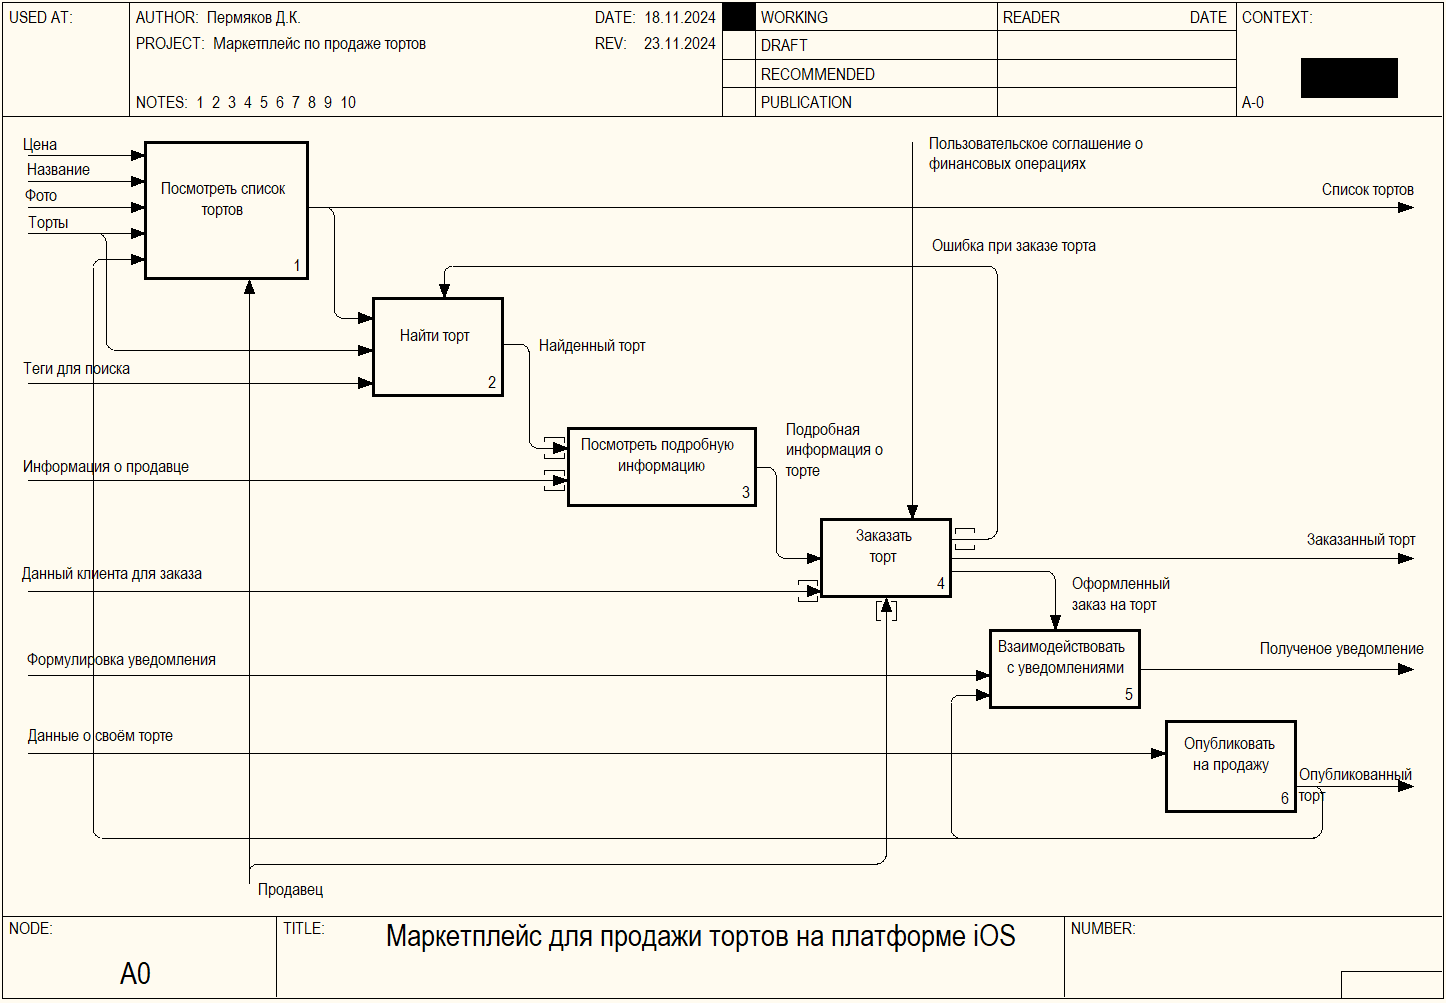 USED AT:
AUTHOR: Пермяков Д.К.
DATE: 18.11.2024
PROJECT: Маркетплейс по продаже тортов
REV: 23.11.2024
NOTES: 1 2 3 4 5 6 7 8 9 10
WORKING
DRAFT
RECOMMENDED
PUBLICATION
READER DATE
CONTEXT:
A-0
Цена
Название
Фото
Торты
Посмотреть список
тортов
1
Пользовательское соглашение о
финансовых операциях
Список тортов
Ошибка при заказе торта
Найти торт
2
Найденный торт
Теги для поиска
Посмотреть подробную
информацию
3
Подробная
информация о
торте
Информация о продавце
Заказать
торт
4
Заказанный торт
Данный клиента для заказа
Оформленный
заказ на торт
Взаимодействовать
с уведомлениями
5
Полученое уведомление
Формулировка уведомления
Данные о своём торте
Опубликовать
на продажу
6
Опубликованный
торт
Продавец
NODE:
A0
TITLE:
Маркетплейс для продажи тортов на платформе iOS
NUMBER: